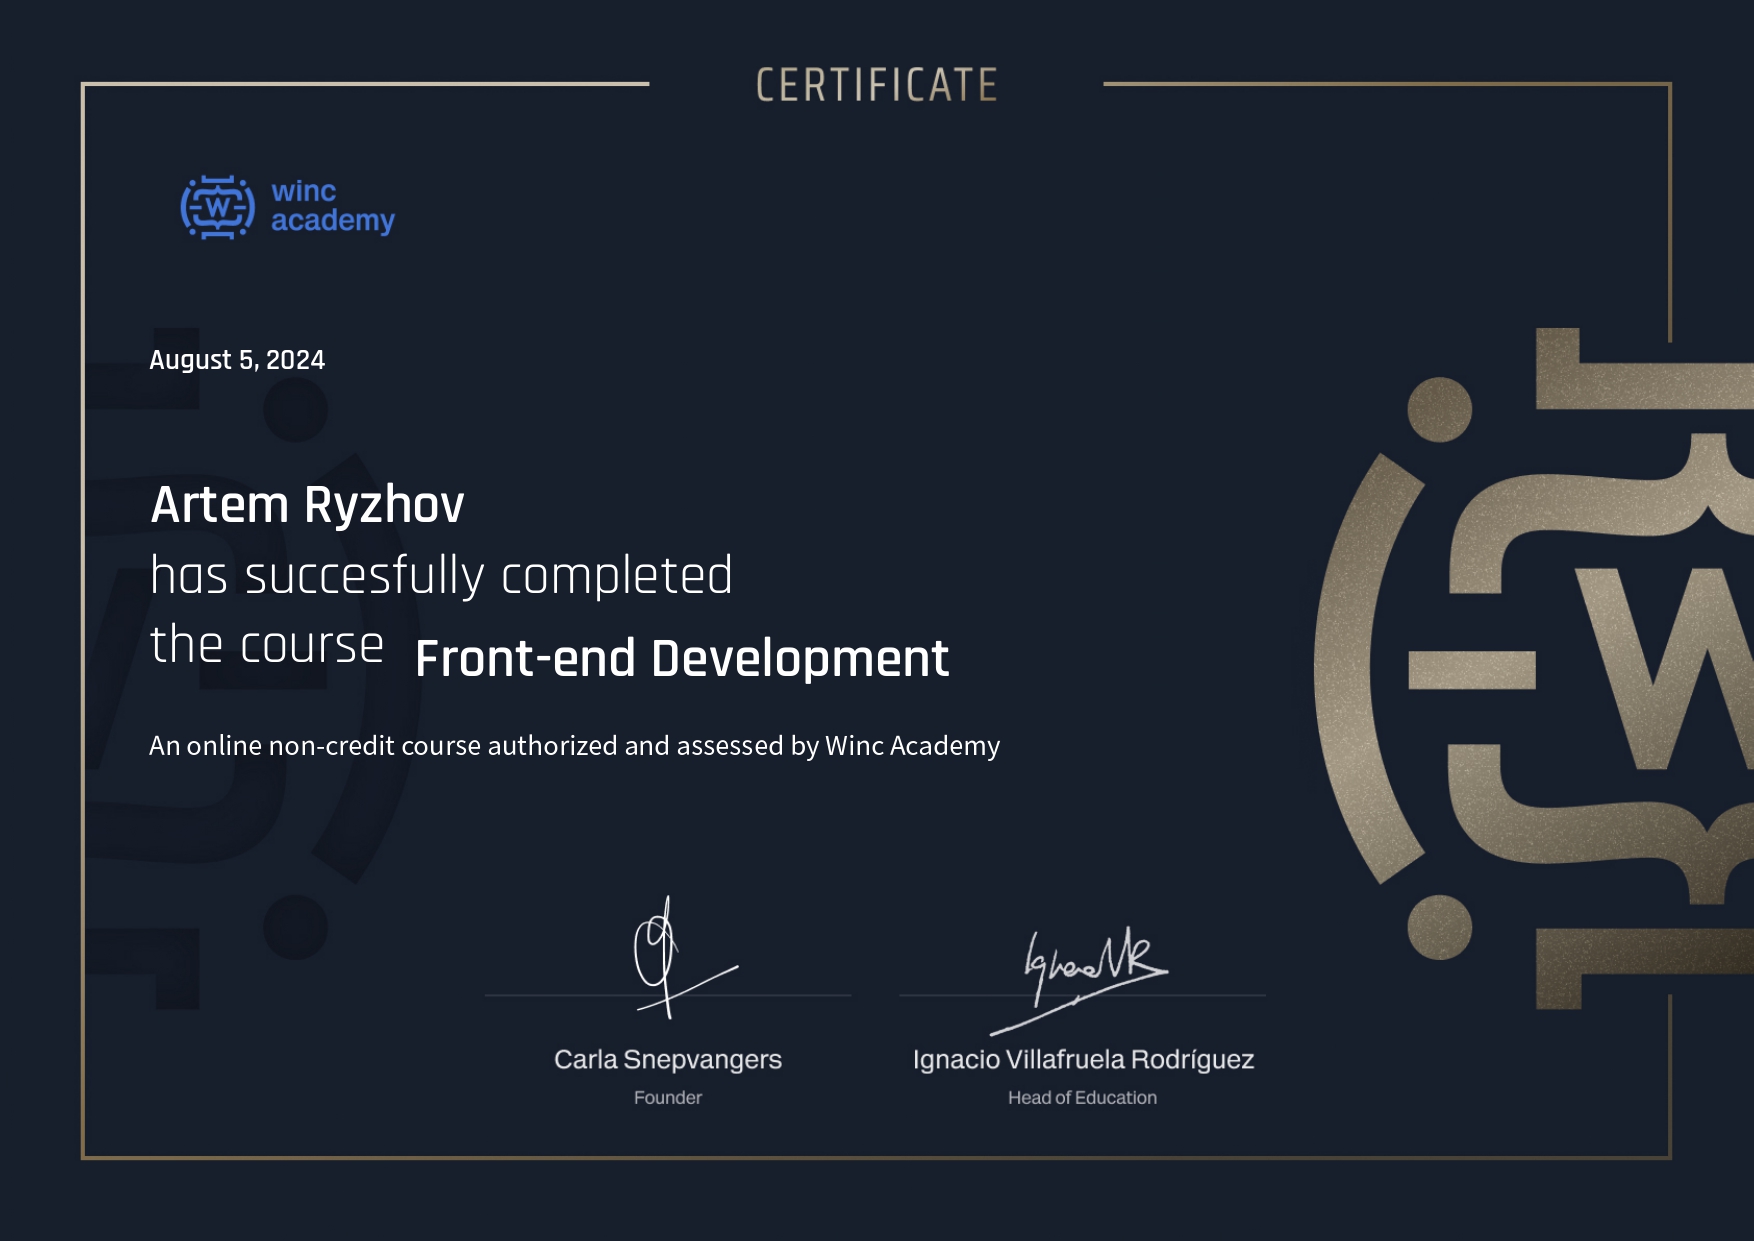 CERTIFICATE
winc
academy
August 5, 2024
Artem Ryzhov
has succesfully completed
the course Front-end Development
An online non-credit course authorized and assessed by Winc Academy
Carla Snepvangers
Founder
Ignacio Villafruela Rodríguez
Head of Education